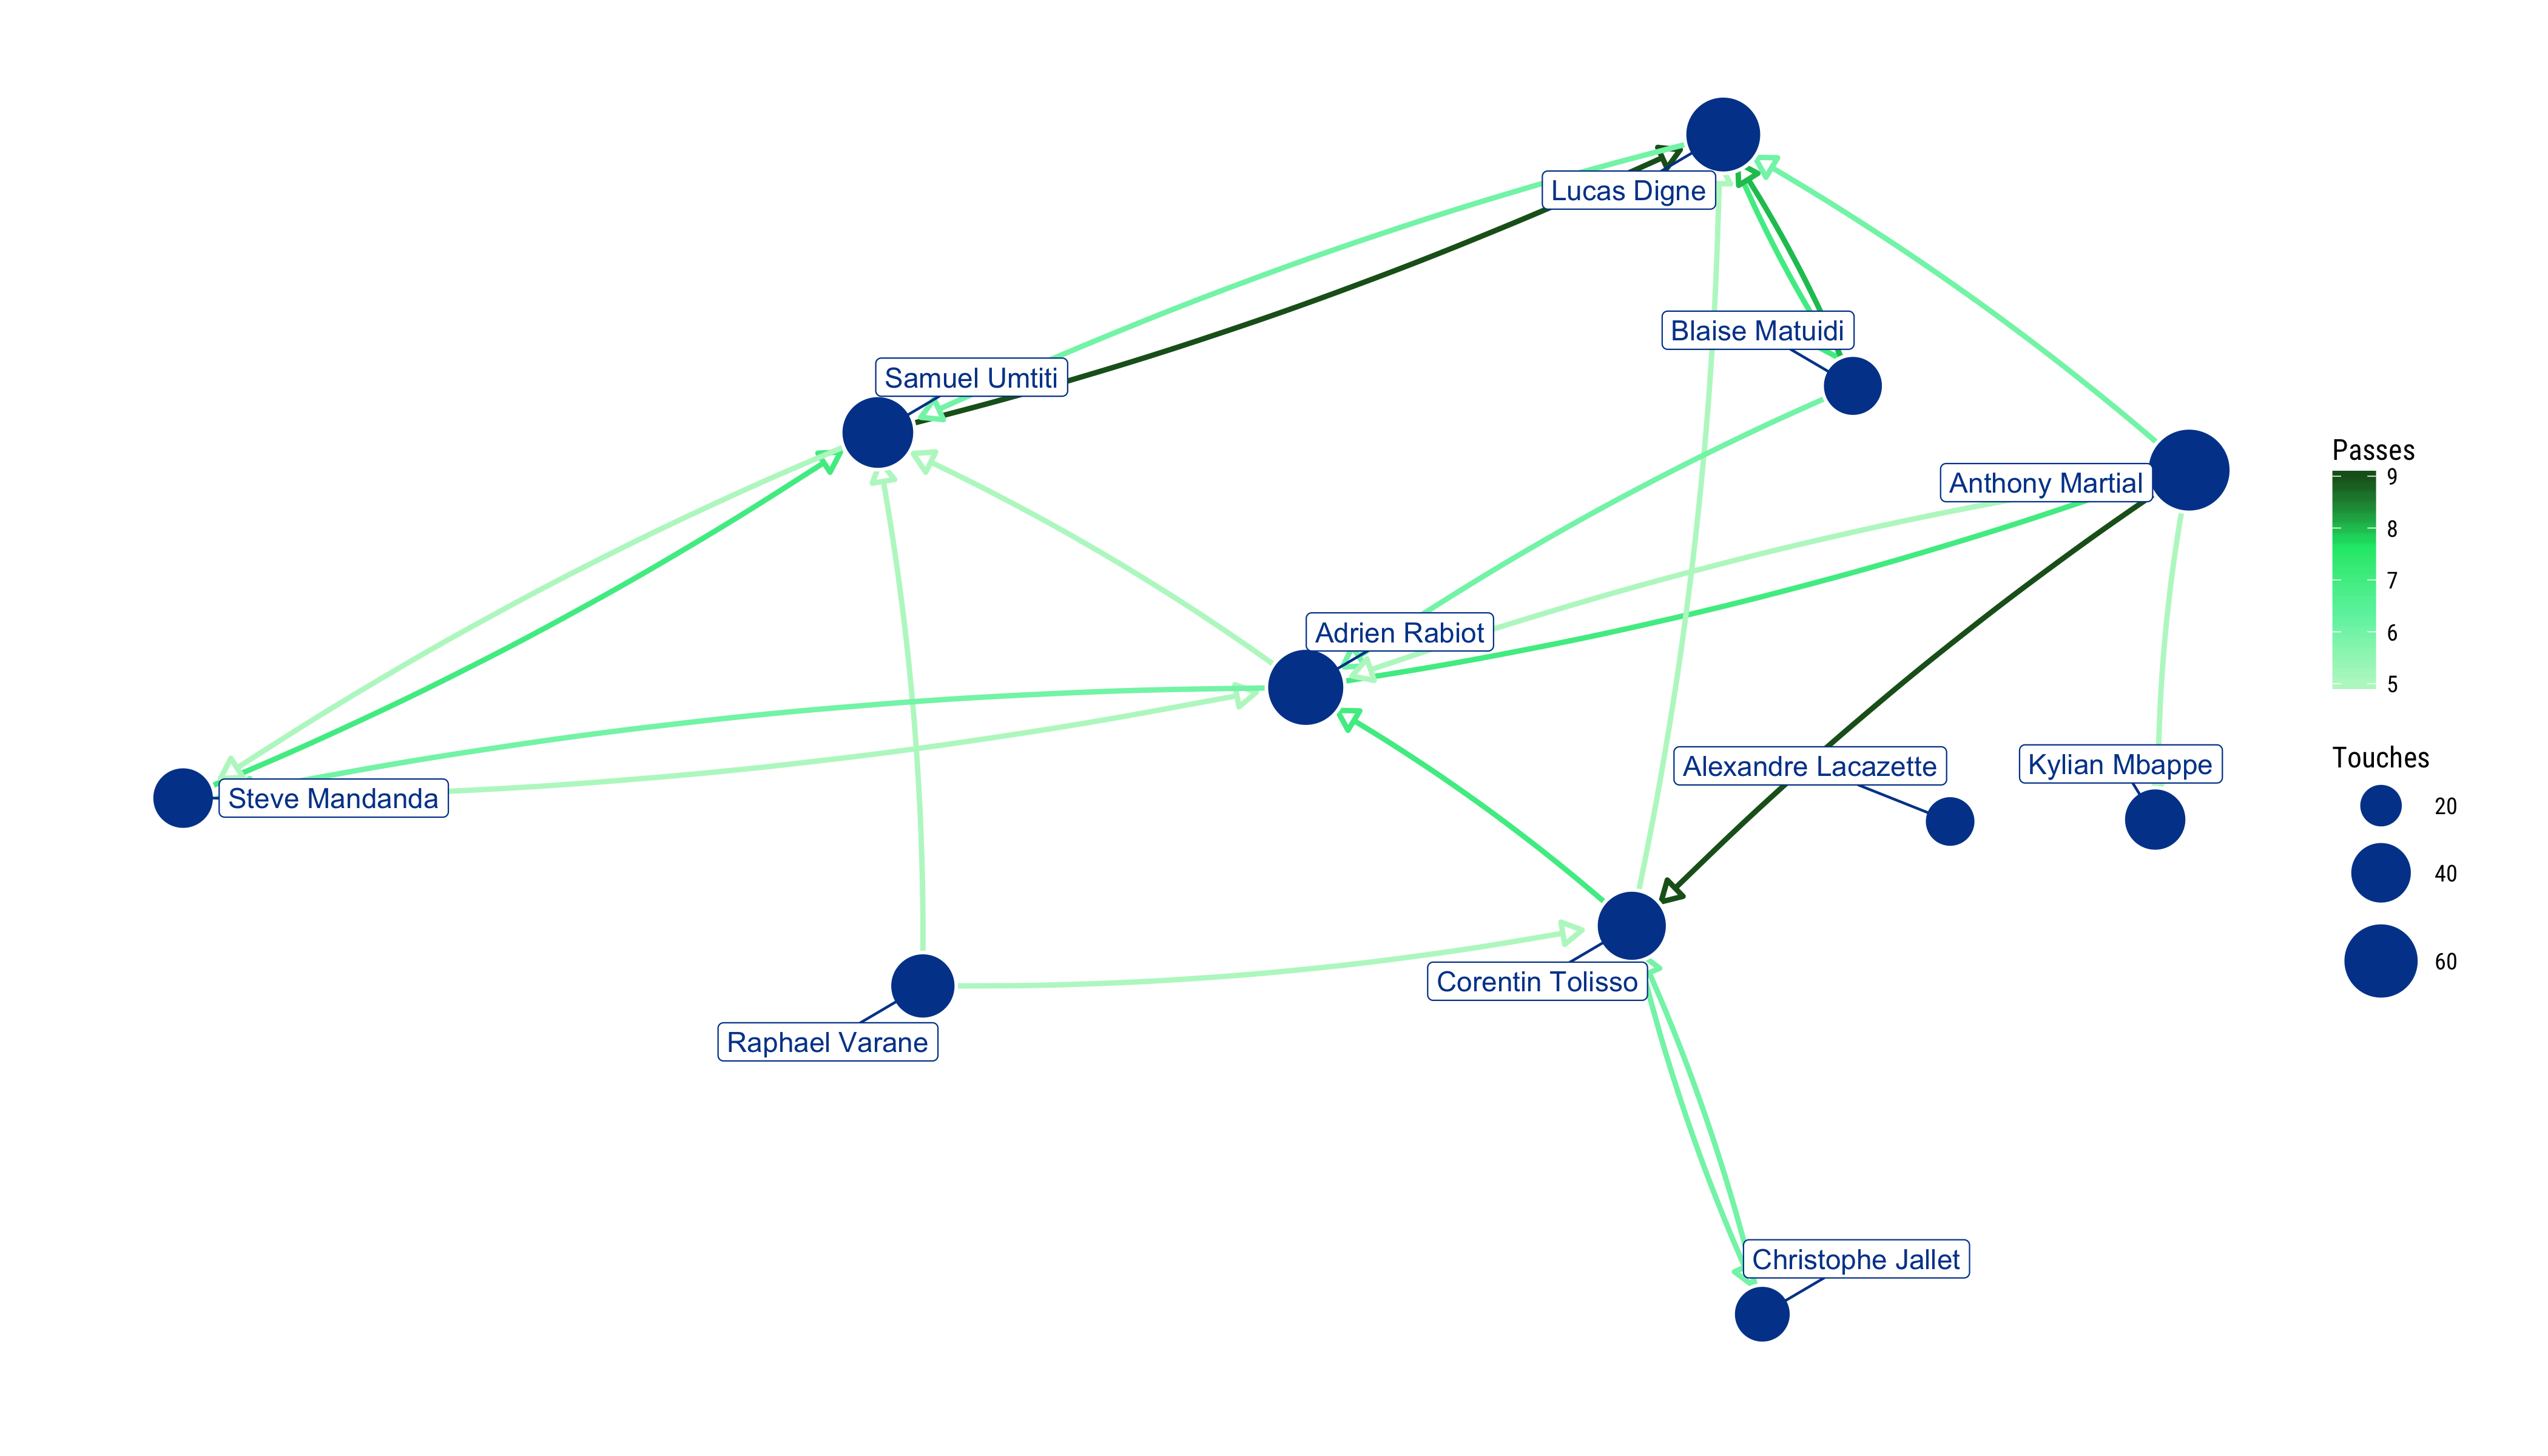 Lucas Digne
Blaise Matuidi
Samuel Umtiti
Anthony Martial
Adrien Rabiot
Alexandre Lacazette
Kylian Mbappe
Steve Mandanda
Corentin Tolisso
Raphael Varane
Christophe Jallet
Passes
9
8
7
6
5
Touches
20
40
60